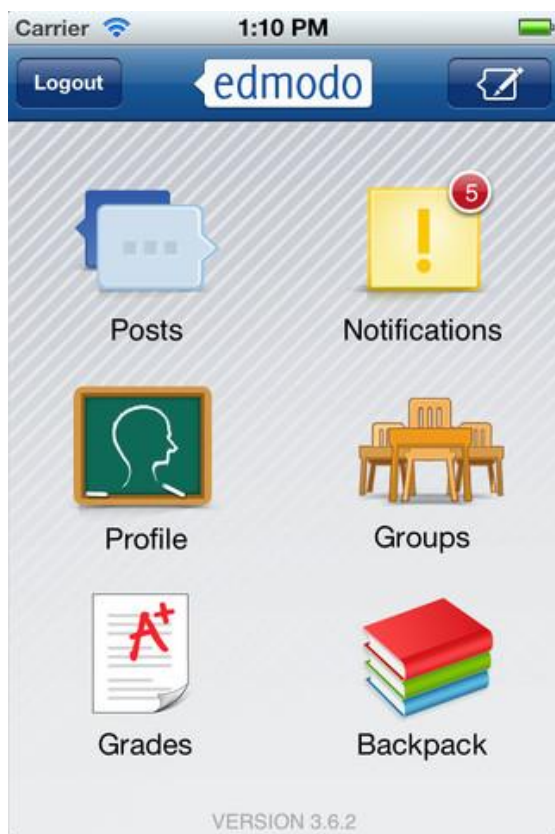 Carrier 1:10 PM
Logout edmodo
5
Posts Notifications
Profile Groups
A+
Grades Backpack
VERSION 3.6.2